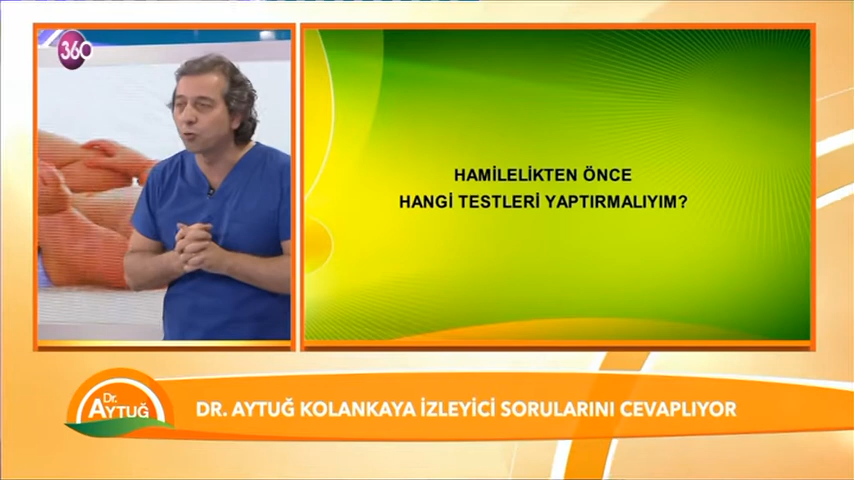 360
HAMİLELİKTEN ÖNCE
HANGİ TESTLERİ YAPTIRMALIYIM?
Dr.
AYTUĞ
DR. AYTUĞ KOLANKAYA İZLEYİCİ SORULARINI CEVAPLIYOR